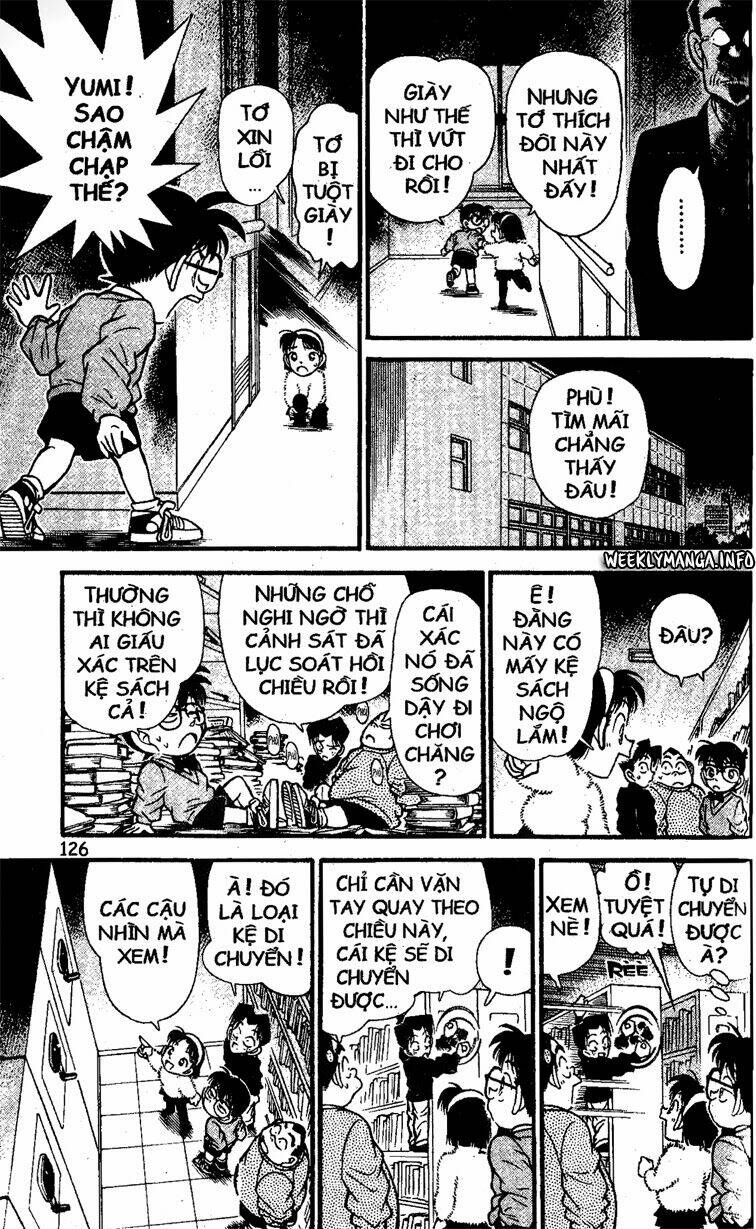 NHƯNG
TỚ THÍCH
ĐÔI NÀY
NHẤT
ĐẤY!
GIÀY
NHƯ THẾ
THÌ VỨT
ĐI CHO
RỒI!
.........
TỚ
BỊ
TUỘT
GIÀY!
TỚ
XIN
LỖI
...
YUMI!
SAO
CHẬM
CHẠP
THẾ?
PHÙ!
TÌM MÃI
CHẲNG
THẤY
ĐÂU!
WEEKLYMANGA.INFO
ĐÂU?
Ê!
ĐẰNG
NÀY CÓ
MẤY KỆ
SÁCH
NGỘ
LẮM!
CÁI
XÁC
NÓ ĐÃ
SỐNG
DẬY ĐI
CHƠI
CHĂNG
?
NHỮNG CHỖ
NGHI NGỜ THÌ
CẢNH SÁT ĐÃ
LỤC SOÁT HỒI
CHIỀU RỒI!
THƯỜNG
THÌ KHÔNG
AI GIẤU
XÁC TRÊN
KỆ SÁCH
CẢ!
126
TỰ DI
CHUYỂN
ĐƯỢC
À?
Ồ!
TUYỆT
QUÁ!
XEM
NÈ!
RÈE
!
CHỈ CẦN VẶN
TAY QUAY THEO
CHIỀU NÀY,
CÁI KỆ SẼ DI
CHUYỂN
ĐƯỢC...
À! ĐÓ
LÀ LOẠI
KỆ DI
CHUYỂN!
CÁC CẬU
NHÌN MÀ
XEM!